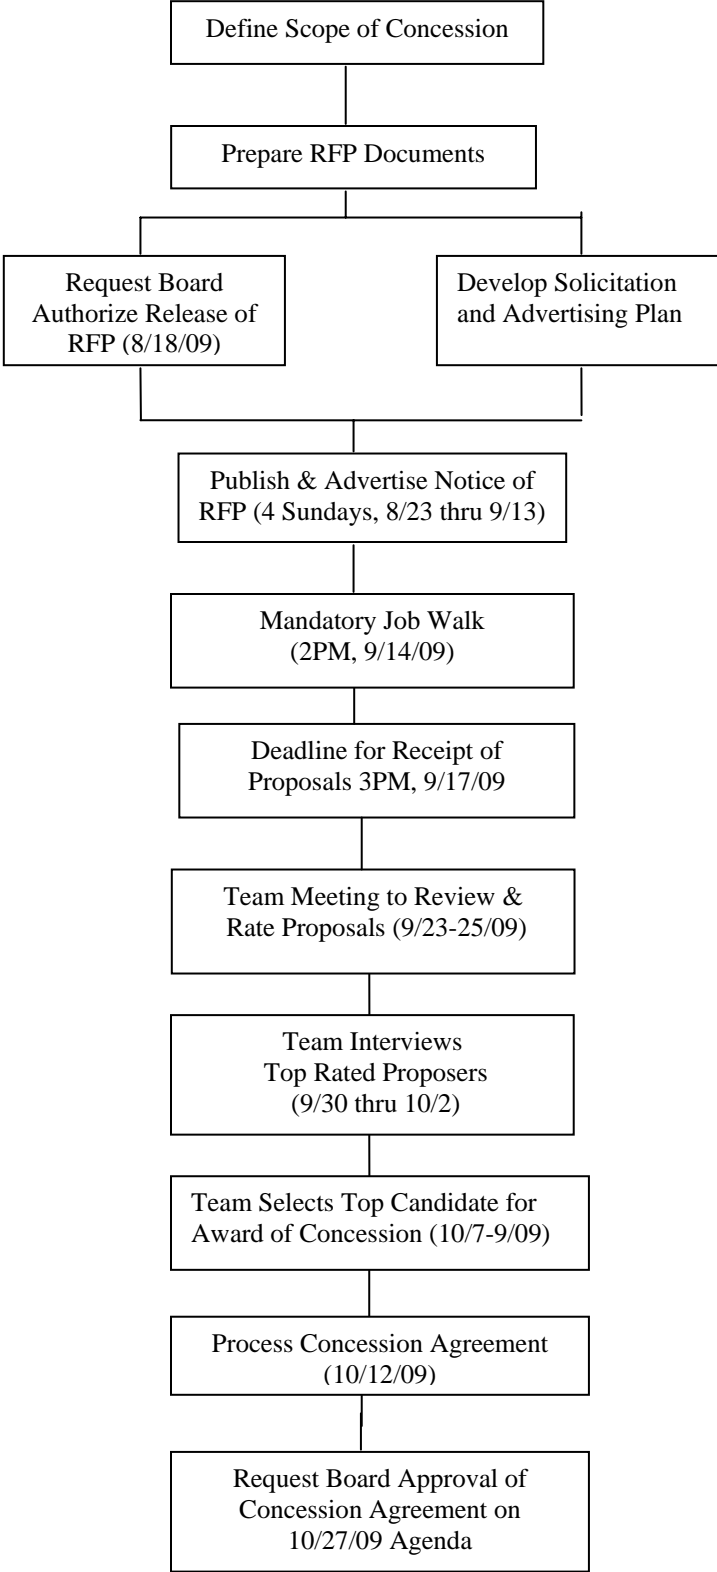 Define Scope of Concession
Prepare RFP Documents
Request Board
Authorize Release of
RFP (8/18/09)
Develop Solicitation
and Advertising Plan
Publish & Advertise Notice of
RFP (4 Sundays, 8/23 thru 9/13)
Mandatory Job Walk
(2PM, 9/14/09)
Deadline for Receipt of
Proposals 3PM, 9/17/09
Team Meeting to Review &
Rate Proposals (9/23-25/09)
Team Interviews
Top Rated Proposers
(9/30 thru 10/2)
Team Selects Top Candidate for
Award of Concession (10/7-9/09)
Process Concession Agreement
(10/12/09)
Request Board Approval of
Concession Agreement on
10/27/09 Agenda